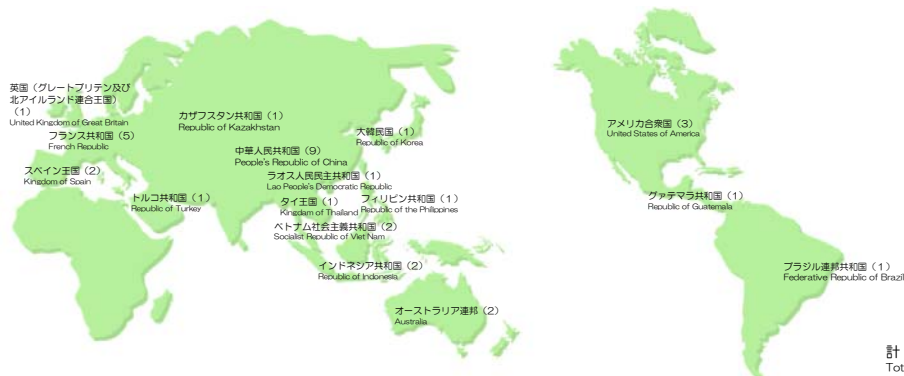 英国（グレートブリテン及び
北アイルランド連合王国）
（1）
United Kingdom of Great Britain
フランス共和国（5）
French Republic
スペイン王国（2）
Kingdom of Spain
トルコ共和国（1）
Republic of Turkey
カザフスタン共和国（1）
Republic of Kazakhstan
中華人民共和国（9）
People's Republic of China
大韓民国（1）
Republic of Korea
ラオス人民民主共和国（1）
Lao People's Democratic Republic
タイ王国（1）
Kingdam of Thailand
フィリピン共和国（1）
Republic of the Philippines
ベトナム社会主義共和国（2）
Socialist Republic of Viet Nam
インドネシア共和国（2）
Republic of Indonesia
オーストラリア連邦（2）
Australia
アメリカ合衆国（3）
United States of America
グァテマラ共和国（1）
Republic of Guatemala
ブラジル連邦共和国（1）
Federative Republic of Brazil
計
Tot